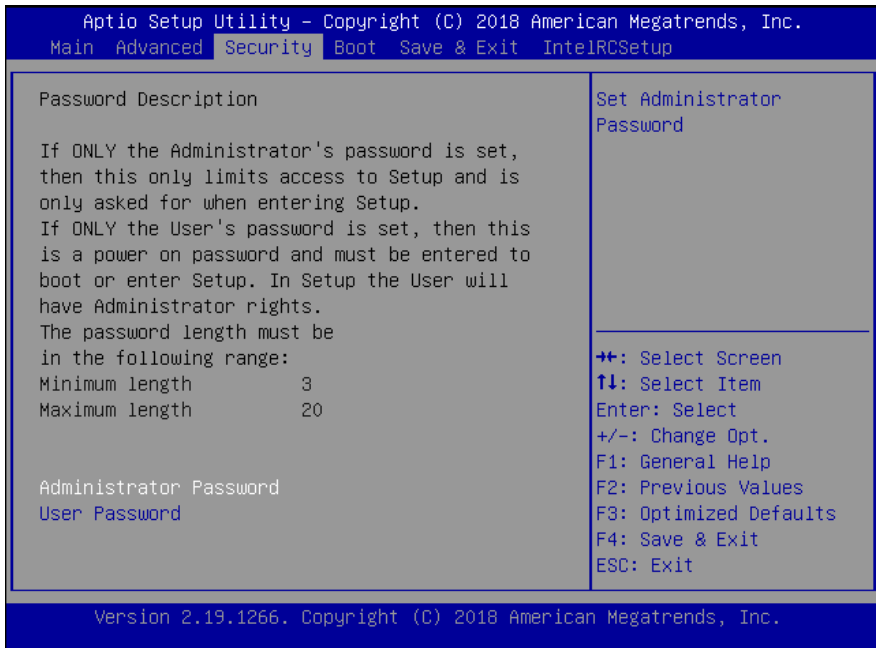 Aptio Setup Utility – Copyright (C) 2018 American Megatrends, Inc.
Main Advanced Security Boot Save & Exit IntelRCSetup
Password Description
If ONLY the Administrator's password is set,
then this only limits access to Setup and is
only asked for when entering Setup.
If ONLY the User's password is set, then this
is a power on password and must be entered to
boot or enter Setup. In Setup the User will
have Administrator rights.
The password length must be
in the following range:
Minimum length 3
Maximum length 20
Administrator Password
User Password
Set Administrator
Password
→←: Select Screen
↑↓: Select Item
Enter: Select
+/-: Change Opt.
F1: General Help
F2: Previous Values
F3: Optimized Defaults
F4: Save & Exit
ESC: Exit
Version 2.19.1266. Copyright (C) 2018 American Megatrends, Inc.